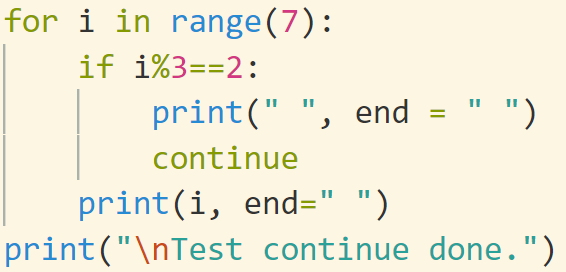 for i in range(7):
    if i%3==2:
        print(" ", end = " ")
        continue
    print(i, end=" ")
print("\nTest continue done.")